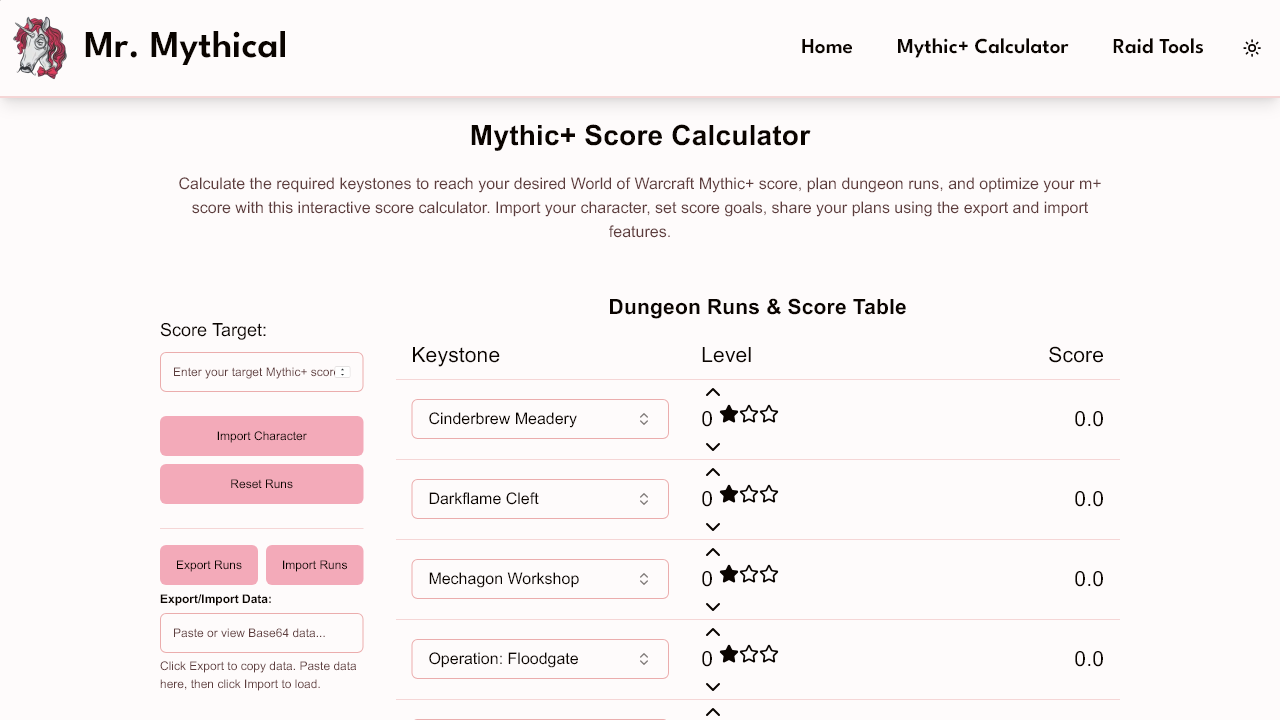 Mr. Mythical
Home
Mythic+ Calculator
Raid Tools
Mythic+ Score Calculator
Calculate the required keystones to reach your desired World of Warcraft Mythic+ score, plan dungeon runs, and optimize your m+
score with this interactive score calculator. Import your character, set score goals, share your plans using the export and import
features.
Score Target:
Enter your target Mythic+ score
Import Character
Reset Runs
Export Runs
Import Runs
Export/Import Data:
Paste or view Base64 data...
Click Export to copy data. Paste data
here, then click Import to load.
Dungeon Runs & Score Table
Keystone
Level
Score
Cinderbrew Meadery
0
0.0
Darkflame Cleft
0
0.0
Mechagon Workshop
0
0.0
Operation: Floodgate
0
0.0